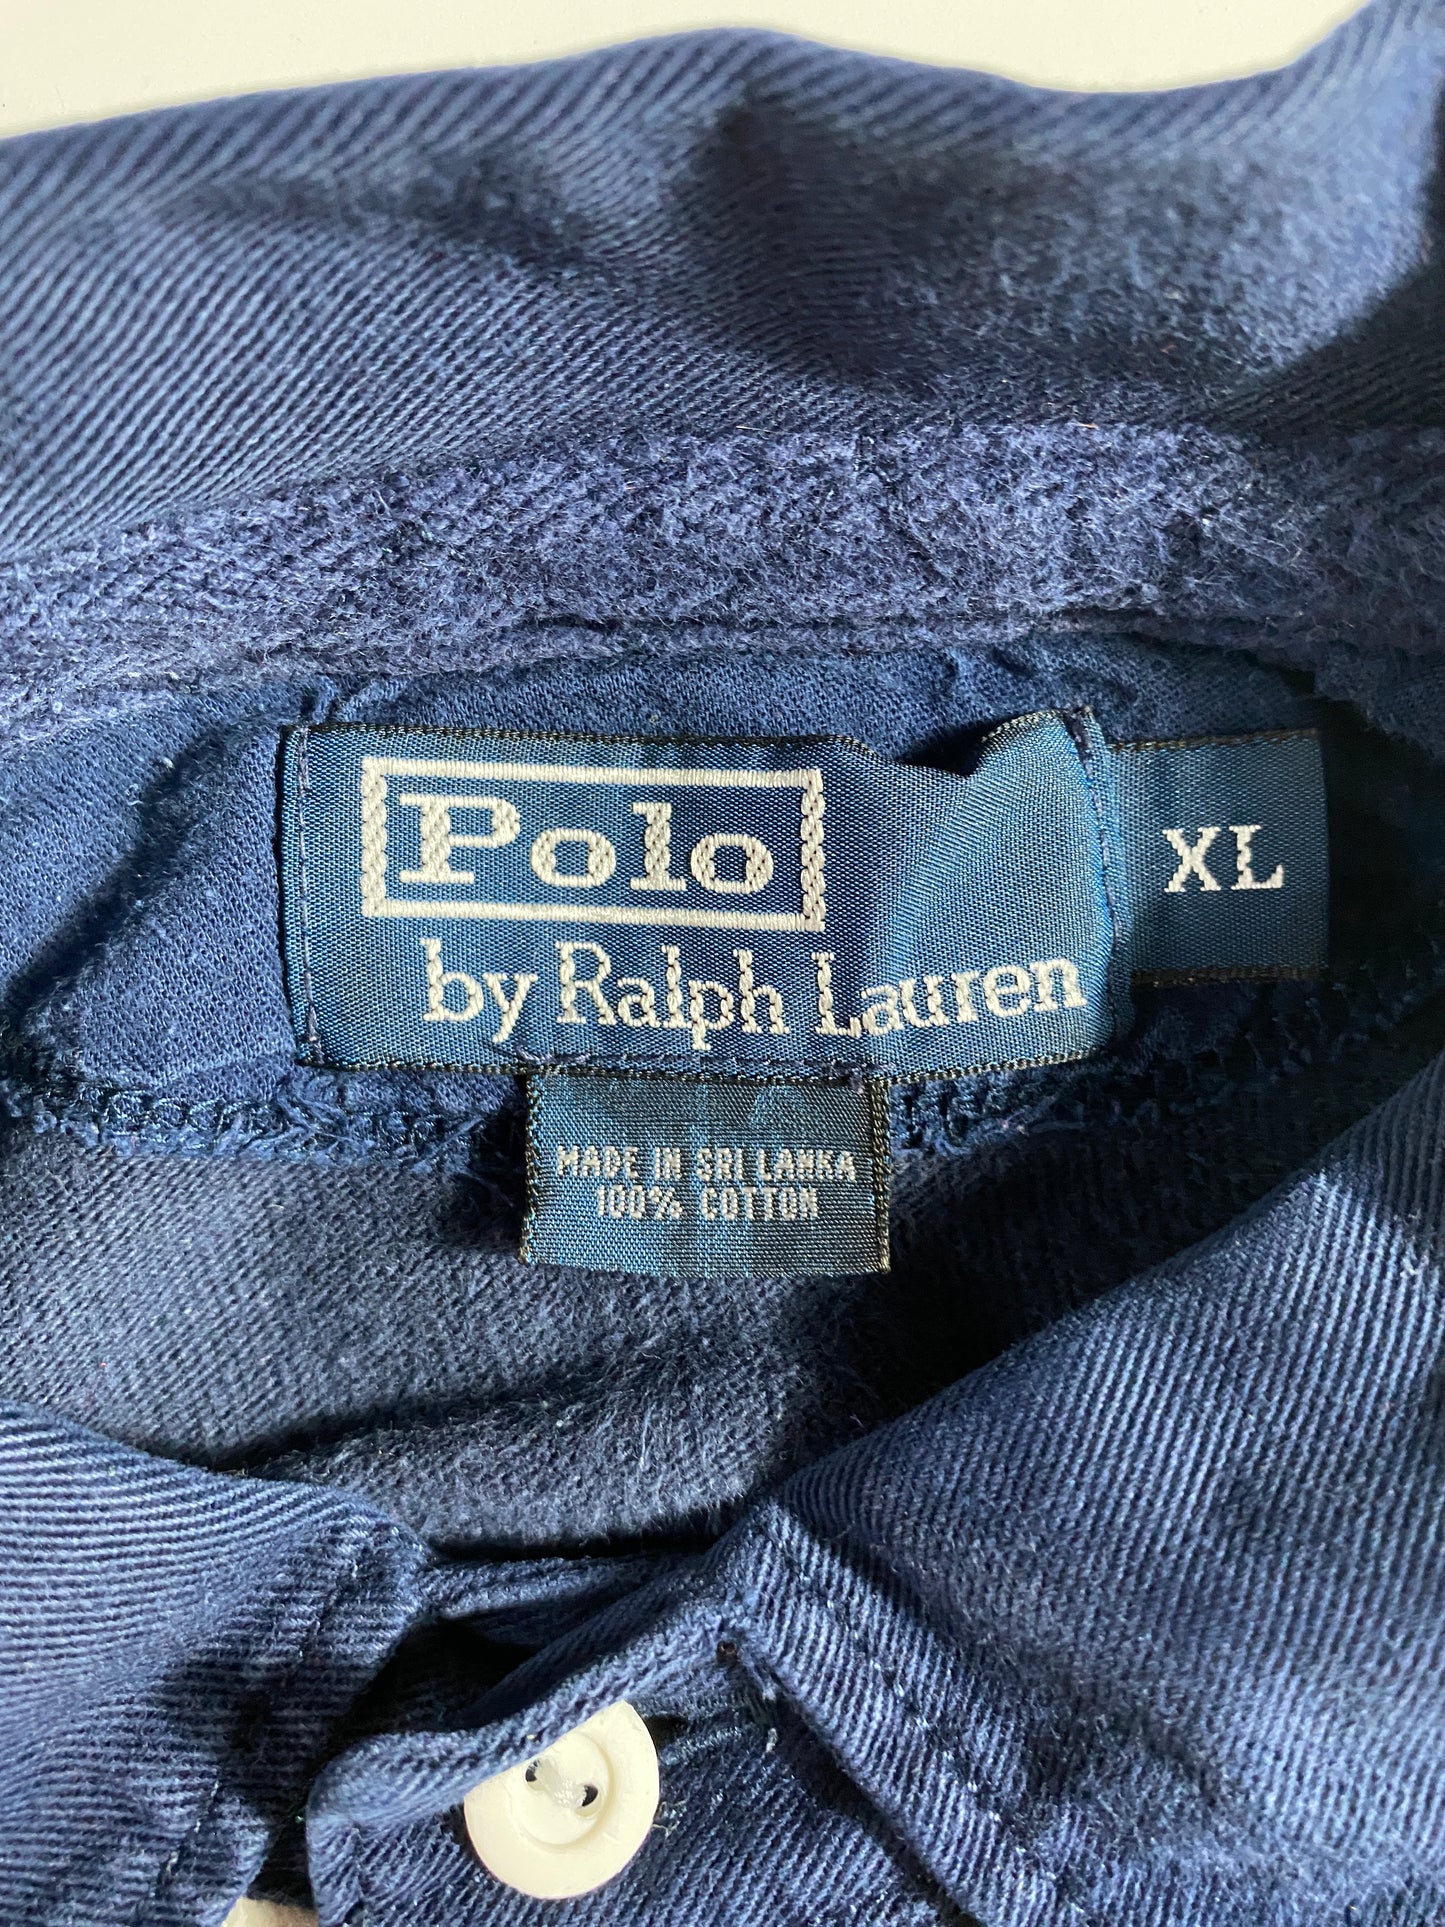 Polo
by Ralph Lauren
XL
MADE IN SRI LANKA
100% COTTON